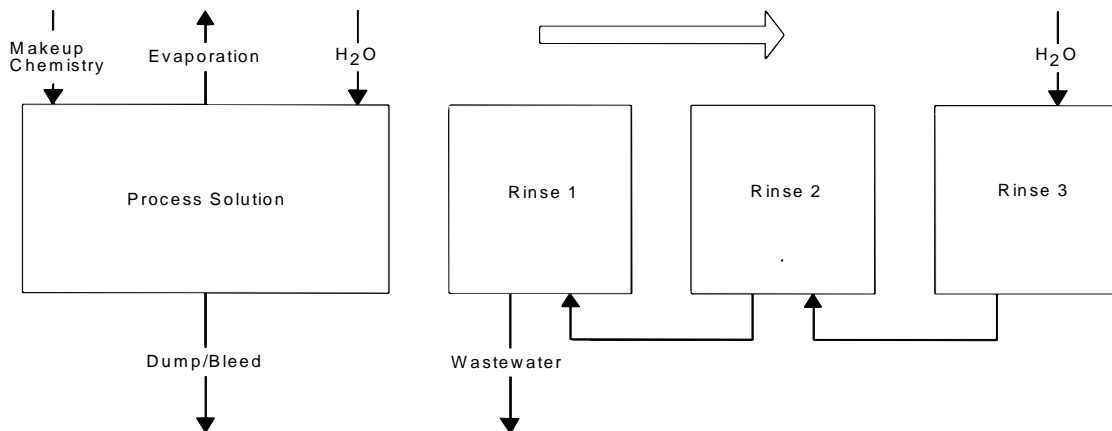 Makeup
Chemistry
Evaporation
H2O
H2O
Process Solution
Rinse 1
Rinse 2
Rinse 3
Dump/Bleed
Wastewater